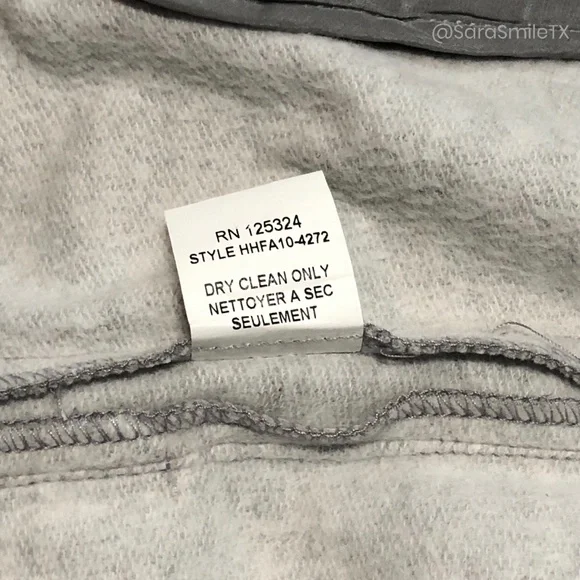 @SaraSmileTX
RN 125324
STYLE HHFA10-4272
DRY CLEAN ONLY
NETTOYER A SEC
SEULEMENT